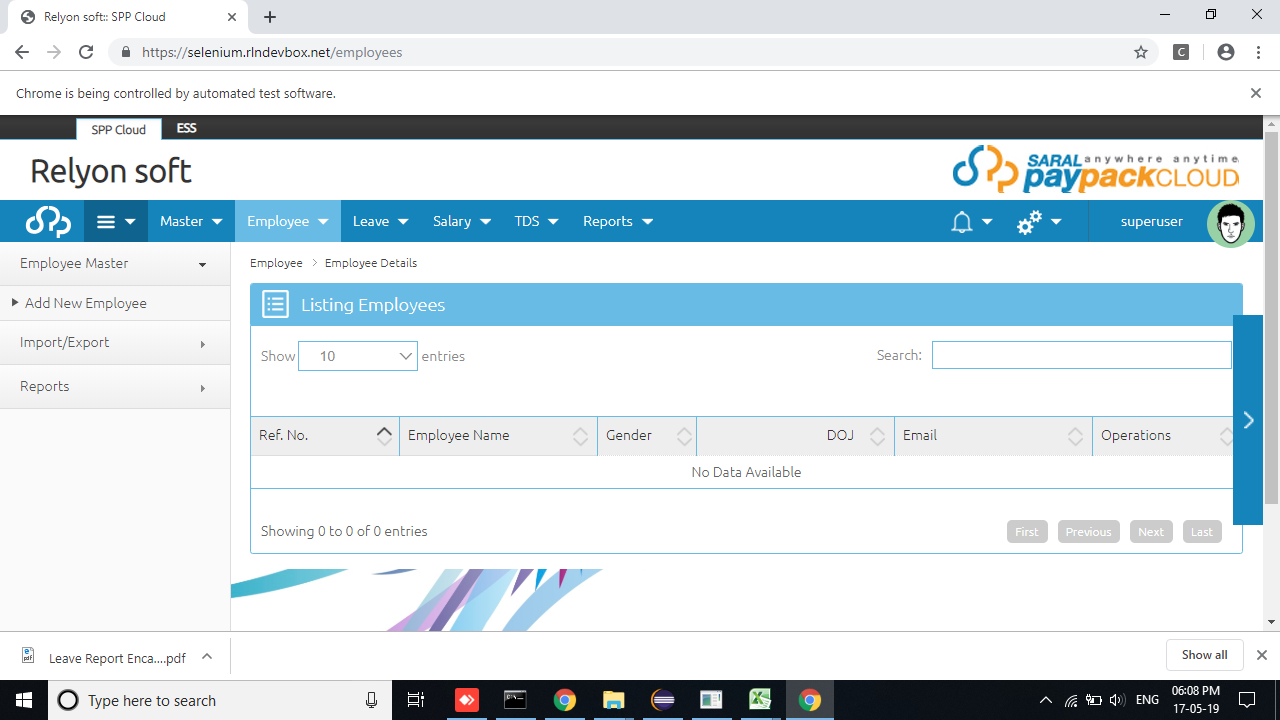 Relyon soft:: SPP Cloud
https://selenium.rlndevbox.net/employees
C
Chrome is being controlled by automated test software.
SPP Cloud ESS
Relyon soft
SARAL anywhere anytime
paypackCLOUD
Master Employee Leave Salary TDS Reports superuser
Employee Master
Add New Employee
Import/Export
Reports
Employee > Employee Details
Listing Employees
Show 10 entries Search:
Ref. No. Employee Name Gender DOJ Email Operations
No Data Available
Showing 0 to 0 of 0 entries First Previous Next Last
Leave Report Enca....pdf Show all
Type here to search ENG 06:08 PM
17-05-19